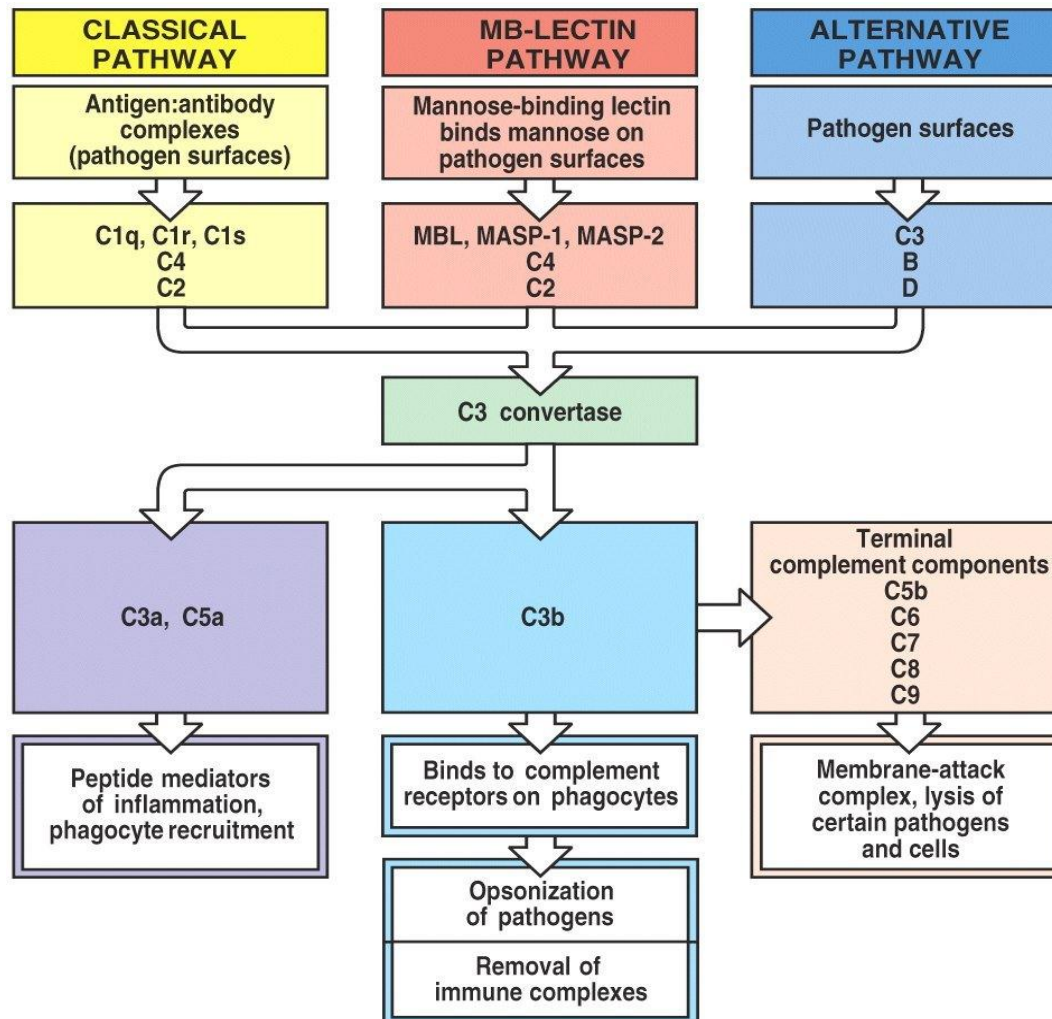 CLASSICAL
PATHWAY
MB-LECTIN
PATHWAY
ALTERNATIVE
PATHWAY
Antigen:antibody
complexes
(pathogen surfaces)
Mannose-binding lectin
binds mannose on
pathogen surfaces
Pathogen surfaces
C1q, C1r, C1s
C4
C2
MBL, MASP-1, MASP-2
C4
C2
C3
B
D
C3 convertase
C3a, C5a
C3b
Terminal
complement components
C5b
C6
C7
C8
C9
Peptide mediators
of inflammation,
phagocyte recruitment
Binds to complement
receptors on phagocytes
Membrane-attack
complex, lysis of
certain pathogens
and cells
Opsonization
of pathogens
Removal of
immune complexes